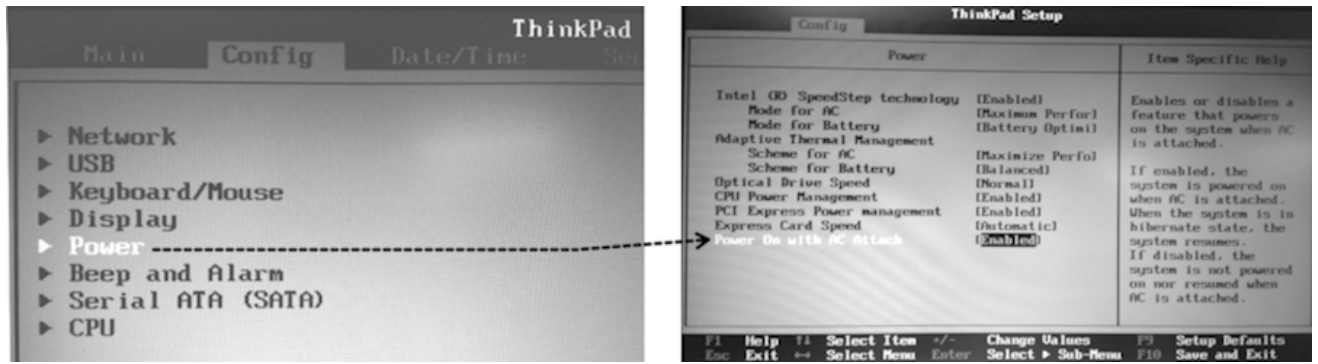 ThinkPad
Main Config Date/Time Sec
Network
USB
Keyboard/Mouse
Display
Power
Beep and Alarm
Serial ATA (SATA)
CPU
ThinkPad Setup
Config
Power
Item Specific Help
Intel (R) SpeedStep technology [Enabled]
Mode for AC [Maximum Perfor]
Mode for Battery [Battery Optimi]
Adaptive Thermal Management
Scheme for AC [Maximize Perfo]
Scheme for Battery [Balanced]
Optical Drive Speed [Normal]
CPU Power Management [Enabled]
PCI Express Power management [Enabled]
Express Card Speed [Automatic]
Power On with AC Attach [Enabled]
Enables or disables a
feature that powers
on the system when AC
is attached.
If enabled, the
system is powered on
when AC is attached.
When the system is in
hibernate state, the
system resumes.
If disabled, the
system is not powered
on nor resumed when
AC is attached.
F1 Help ↑↓ Select Item -/- Change Values F9 Setup Defaults
Esc Exit ↔ Select Menu Enter Select ▶ Sub-Menu F10 Save and Exit